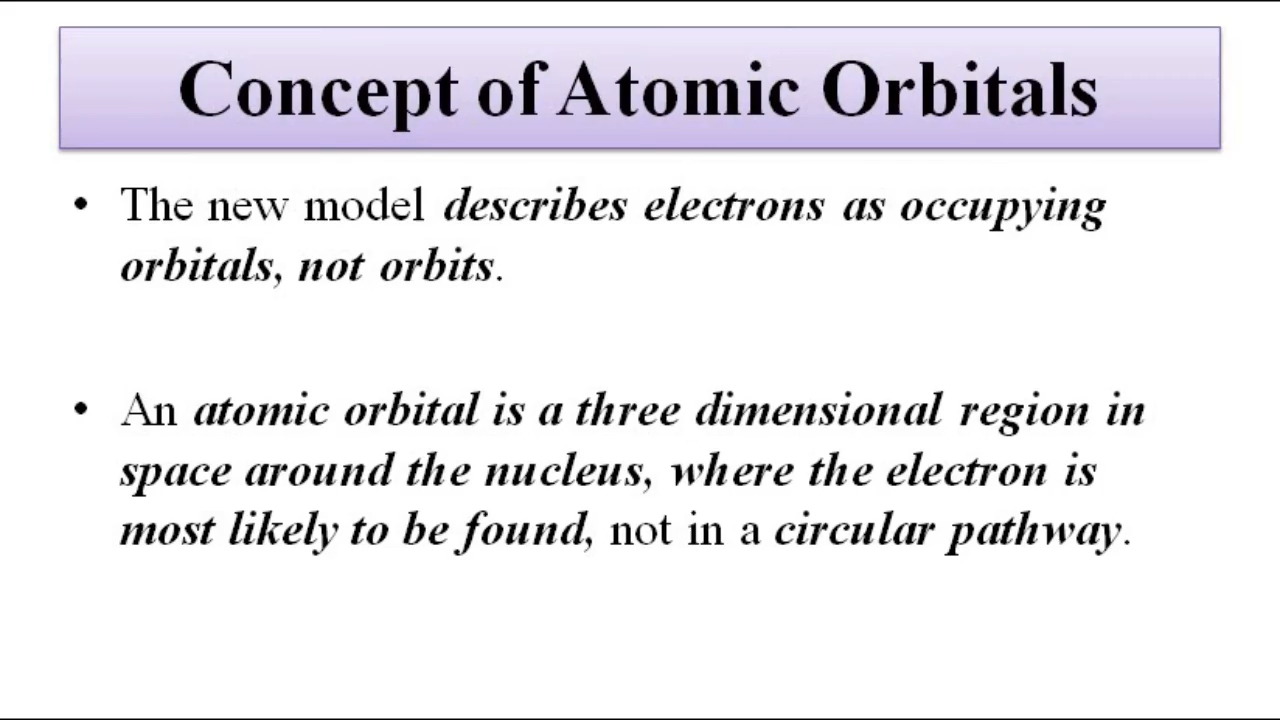 Concept of Atomic Orbitals
• The new model describes electrons as occupying
orbitals, not orbits.
• An atomic orbital is a three dimensional region in
space around the nucleus, where the electron is
most likely to be found, not in a circular pathway.